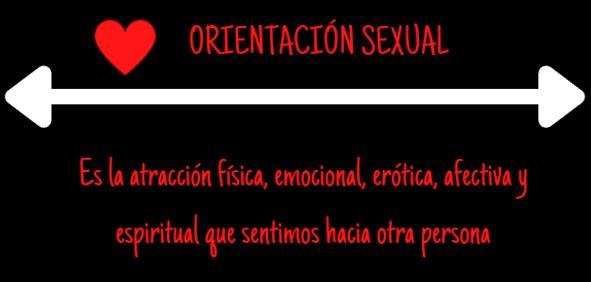 ORIENTACIÓN SEXUAL
Es la atracción física, emocional, erótica, afectiva y
espiritual que sentimos hacia otra persona